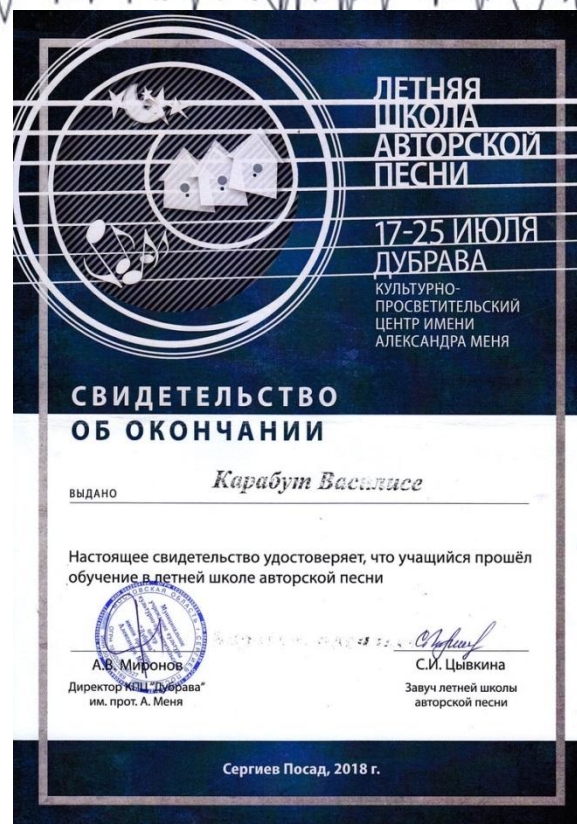 ЛЕТНЯЯ
ШКОЛА
АВТОРСКОЙ
ПЕСНИ
17-25 ИЮЛЯ
ДУБРАВА
КУЛЬТУРНО-
ПРОСВЕТИТЕЛЬСКИЙ
ЦЕНТР ИМЕНИ
АЛЕКСАНДРА МЕНЯ
СВИДЕТЕЛЬСТВО
ОБ ОКОНЧАНИИ
ВЫДАНО Карабут Василисе
Настоящее свидетельство удостоверяет, что учащийся прошёл
обучение в летней школе авторской песни
А.В. Миронов
Директор КПЦ "Дубрава"
им. прот. А. Меня
С.И. Цывкина
Завуч летней школы
авторской песни
Сергиев Посад, 2018 г.